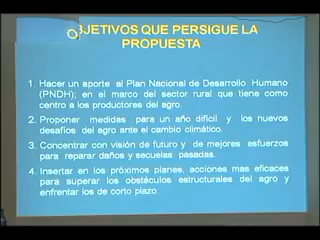 OBJETIVOS QUE PERSIGUE LA
PROPUESTA
1. Hacer un aporte al Plan Nacional de Desarrollo Humano
(PNDH); en el marco del sector rural que tiene como
centro a los productores del agro.
2. Proponer medidas para un año difícil y los nuevos
desafíos del agro ante el cambio climático.
3. Concentrar con visión de futuro y de mejores esfuerzos
para reparar daños y secuelas pasadas.
4. Insertar en los próximos planes, acciones mas eficaces
para superar los obstáculos estructurales del agro y
enfrentar los de corto plazo.